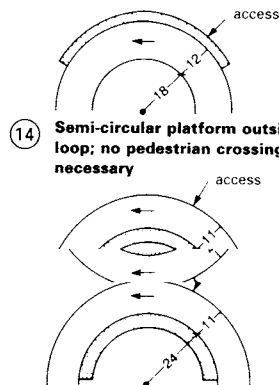 access
12
18
14 Semi-circular platform outsi
loop; no pedestrian crossing
necessary
access
11
11
24